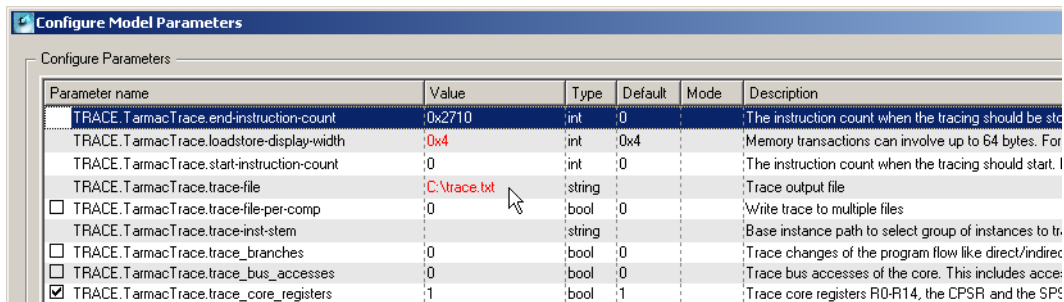 Configure Model Parameters
Configure Parameters
Parameter name Value Type Default Mode Description
TRACE.TarmacTrace.end-instruction-count 0x2710 int 0 The instruction count when the tracing should be sto
TRACE.TarmacTrace.loadstore-display-width 0x4 int 0x4 Memory transactions can involve up to 64 bytes. For
TRACE.TarmacTrace.start-instruction-count 0 int 0 The instruction count when the tracing should start.
TRACE.TarmacTrace.trace-file C:\trace.txt string Trace output file
TRACE.TarmacTrace.trace-file-per-comp 0 bool 0 Write trace to multiple files
TRACE.TarmacTrace.trace-inst-stem string Base instance path to select group of instances to tr
TRACE.TarmacTrace.trace_branches 0 bool 0 Trace changes of the program flow like direct/indirec
TRACE.TarmacTrace.trace_bus_accesses 0 bool 0 Trace bus accesses of the core. This includes acce
TRACE.TarmacTrace.trace_core_registers 1 bool 1 Trace core registers R0-R14, the CPSR and the SPS